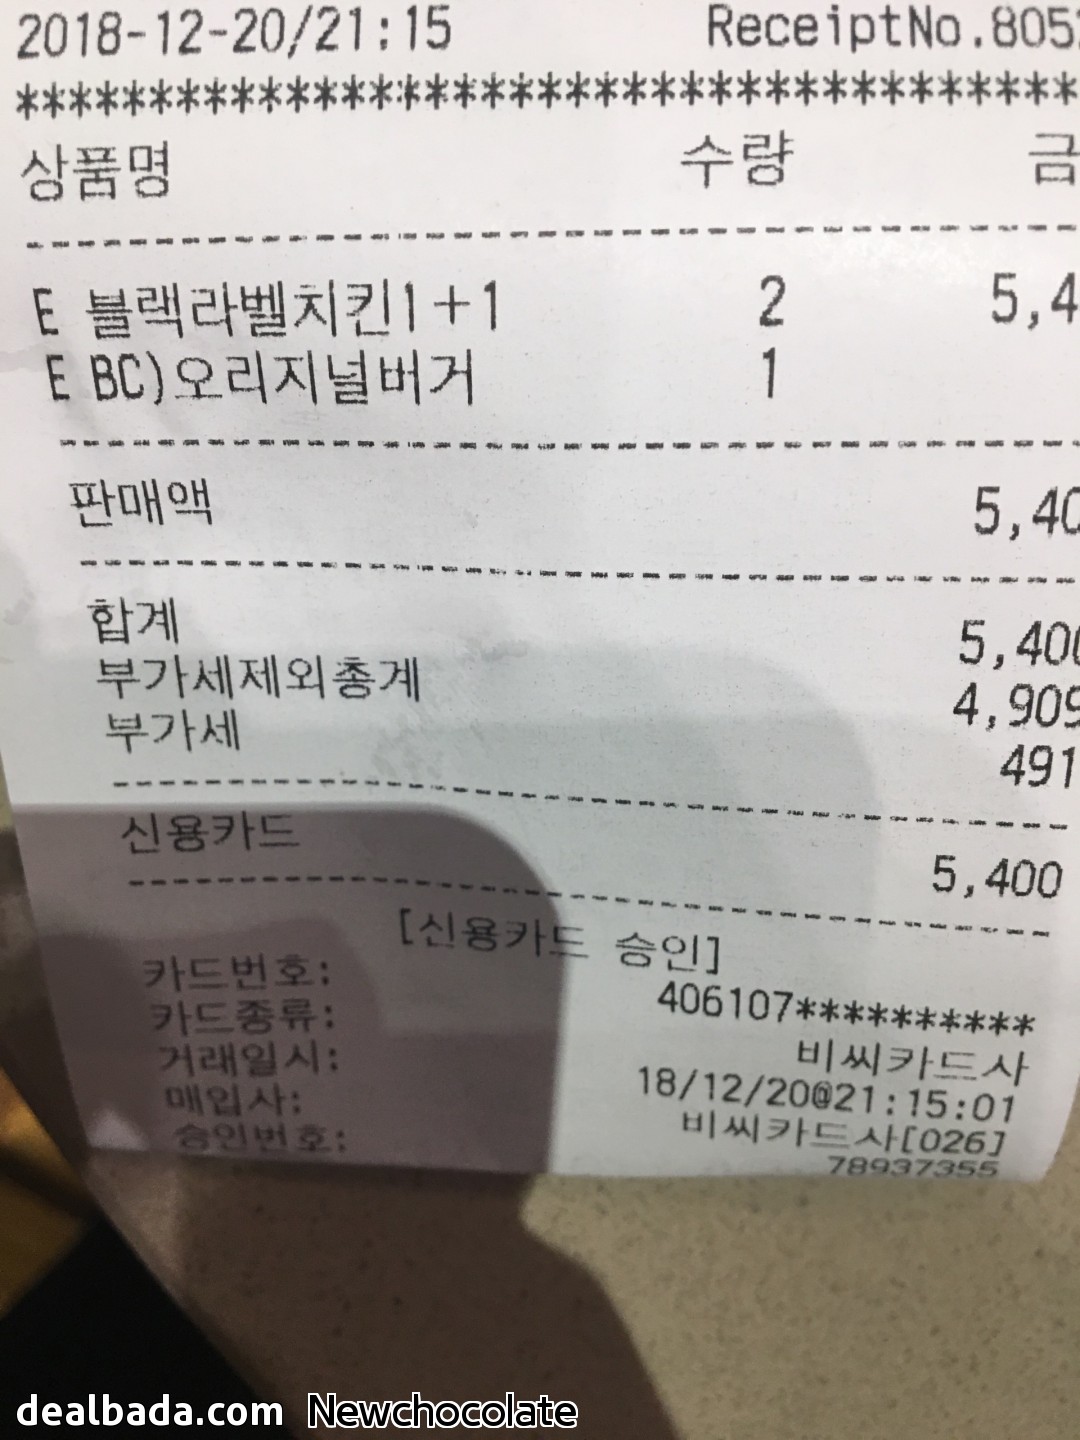 2018-12-20/21:15 ReceiptNo.805
****************************************
상품명 수량 금
E 블랙라벨치킨1+1 2 5,4
E BC)오리지널버거 1
판매액 5,40
합계 5,400
부가세제외총계 4,909
부가세 491
신용카드 5,400
[신용카드 승인]
카드번호: 406107**********
카드종류: 비씨카드사
거래일시: 18/12/20@21:15:01
매입사: 비씨카드사[026]
승인번호: 78937355
dealbada.com Newchocolate